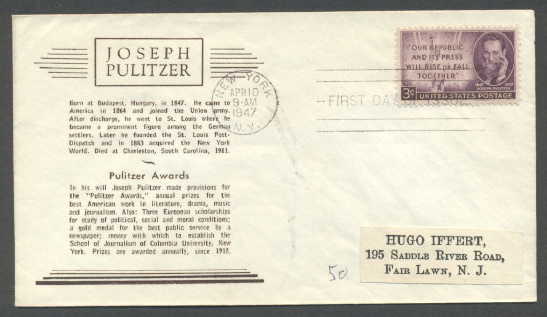 JOSEPH
PULITZER
Born at Budapest, Hungary, in 1847. He came to
America in 1864 and joined the Union army.
After discharge, he went to St. Louis where he
became a prominent figure among the German
settlers. Later he founded the St. Louis Post-
Dispatch and in 1883 acquired the New York
World. Died at Charleston, South Carolina, 1911.
Pulitzer Awards
In his will Joseph Pulitzer made provisions for
the "Pulitzer Awards," annual prizes for the
best American work in literature, drama, music
and journalism. Also: Three European scholarships
for study of political, social and moral conditions;
a gold medal for the best public service by a
newspaper; money with which to establish the
School of Journalism of Columbia University, New
York. Prizes are awarded annually, since 1918.
NEW YORK
APR 10
9-AM
1947
N.Y.
FIRST DAY OF ISSUE
"OUR REPUBLIC
AND ITS PRESS
WILL RISE OR FALL
TOGETHER"
JOSEPH PULITZER
3¢ UNITED STATES POSTAGE
50
HUGO IFFERT,
195 SADDLE RIVER ROAD,
FAIR LAWN, N. J.